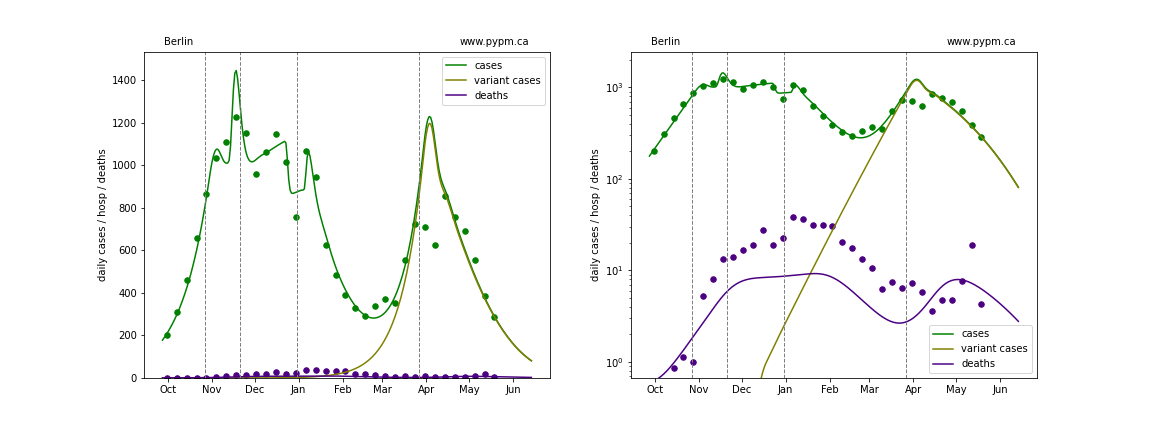 Berlin
www.pypm.ca
daily cases / hosp / deaths
1400
1200
1000
800
600
400
200
0
Oct Nov Dec Jan Feb Mar Apr May Jun
cases
variant cases
deaths
Berlin
www.pypm.ca
daily cases / hosp / deaths
10³
10²
10¹
10⁰
Oct Nov Dec Jan Feb Mar Apr May Jun
cases
variant cases
deaths